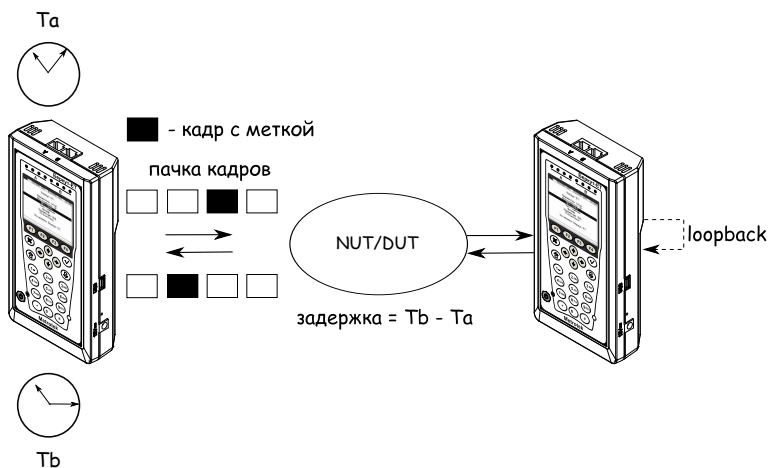 Ta
- кадр с меткой
пачка кадров
NUT/DUT
loopback
задержка = Tb - Ta
Tb